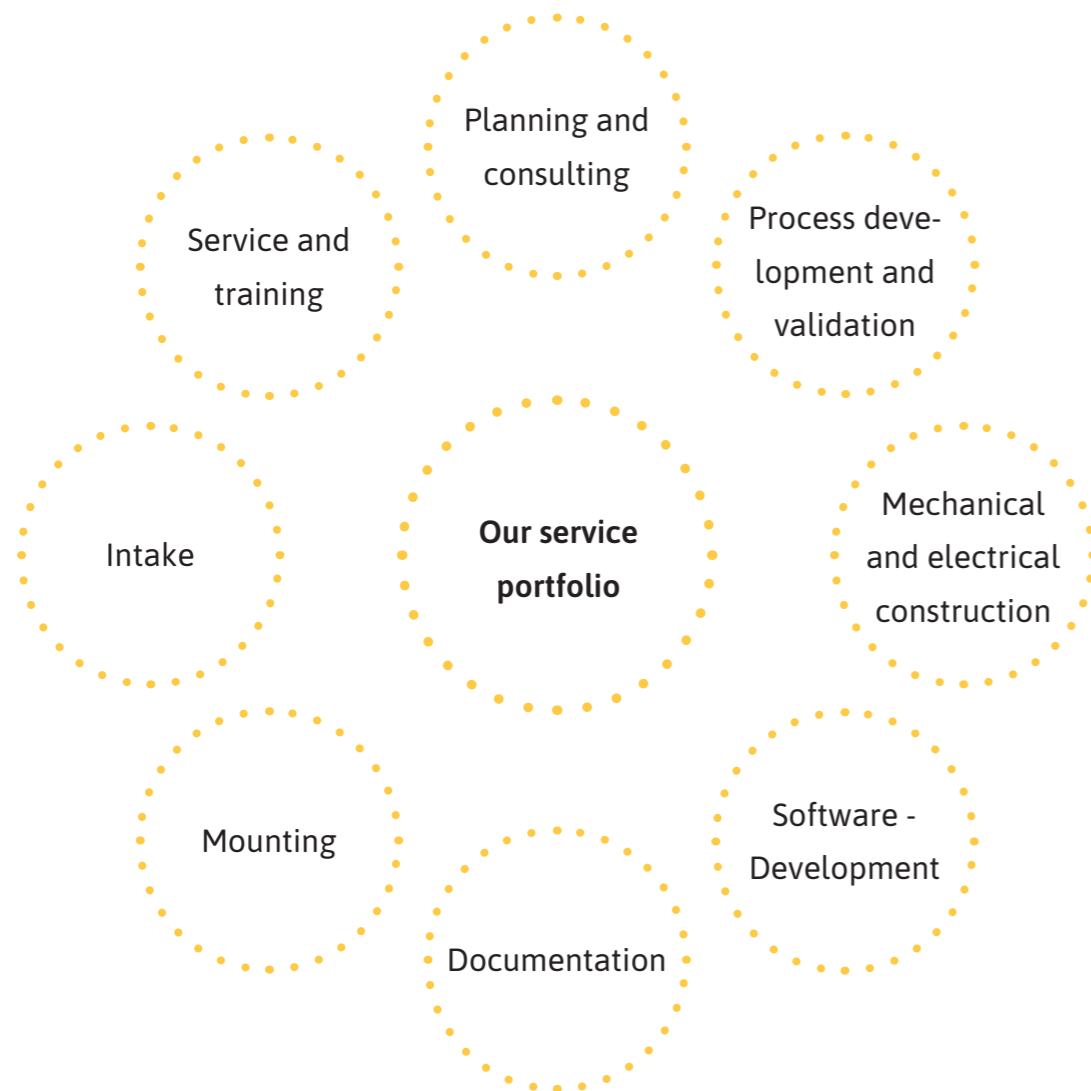 Planning and
consulting
Process deve-
lopment and
validation
Mechanical
and electrical
construction
Software -
Development
Documentation
Mounting
Intake
Service and
training
Our service
portfolio